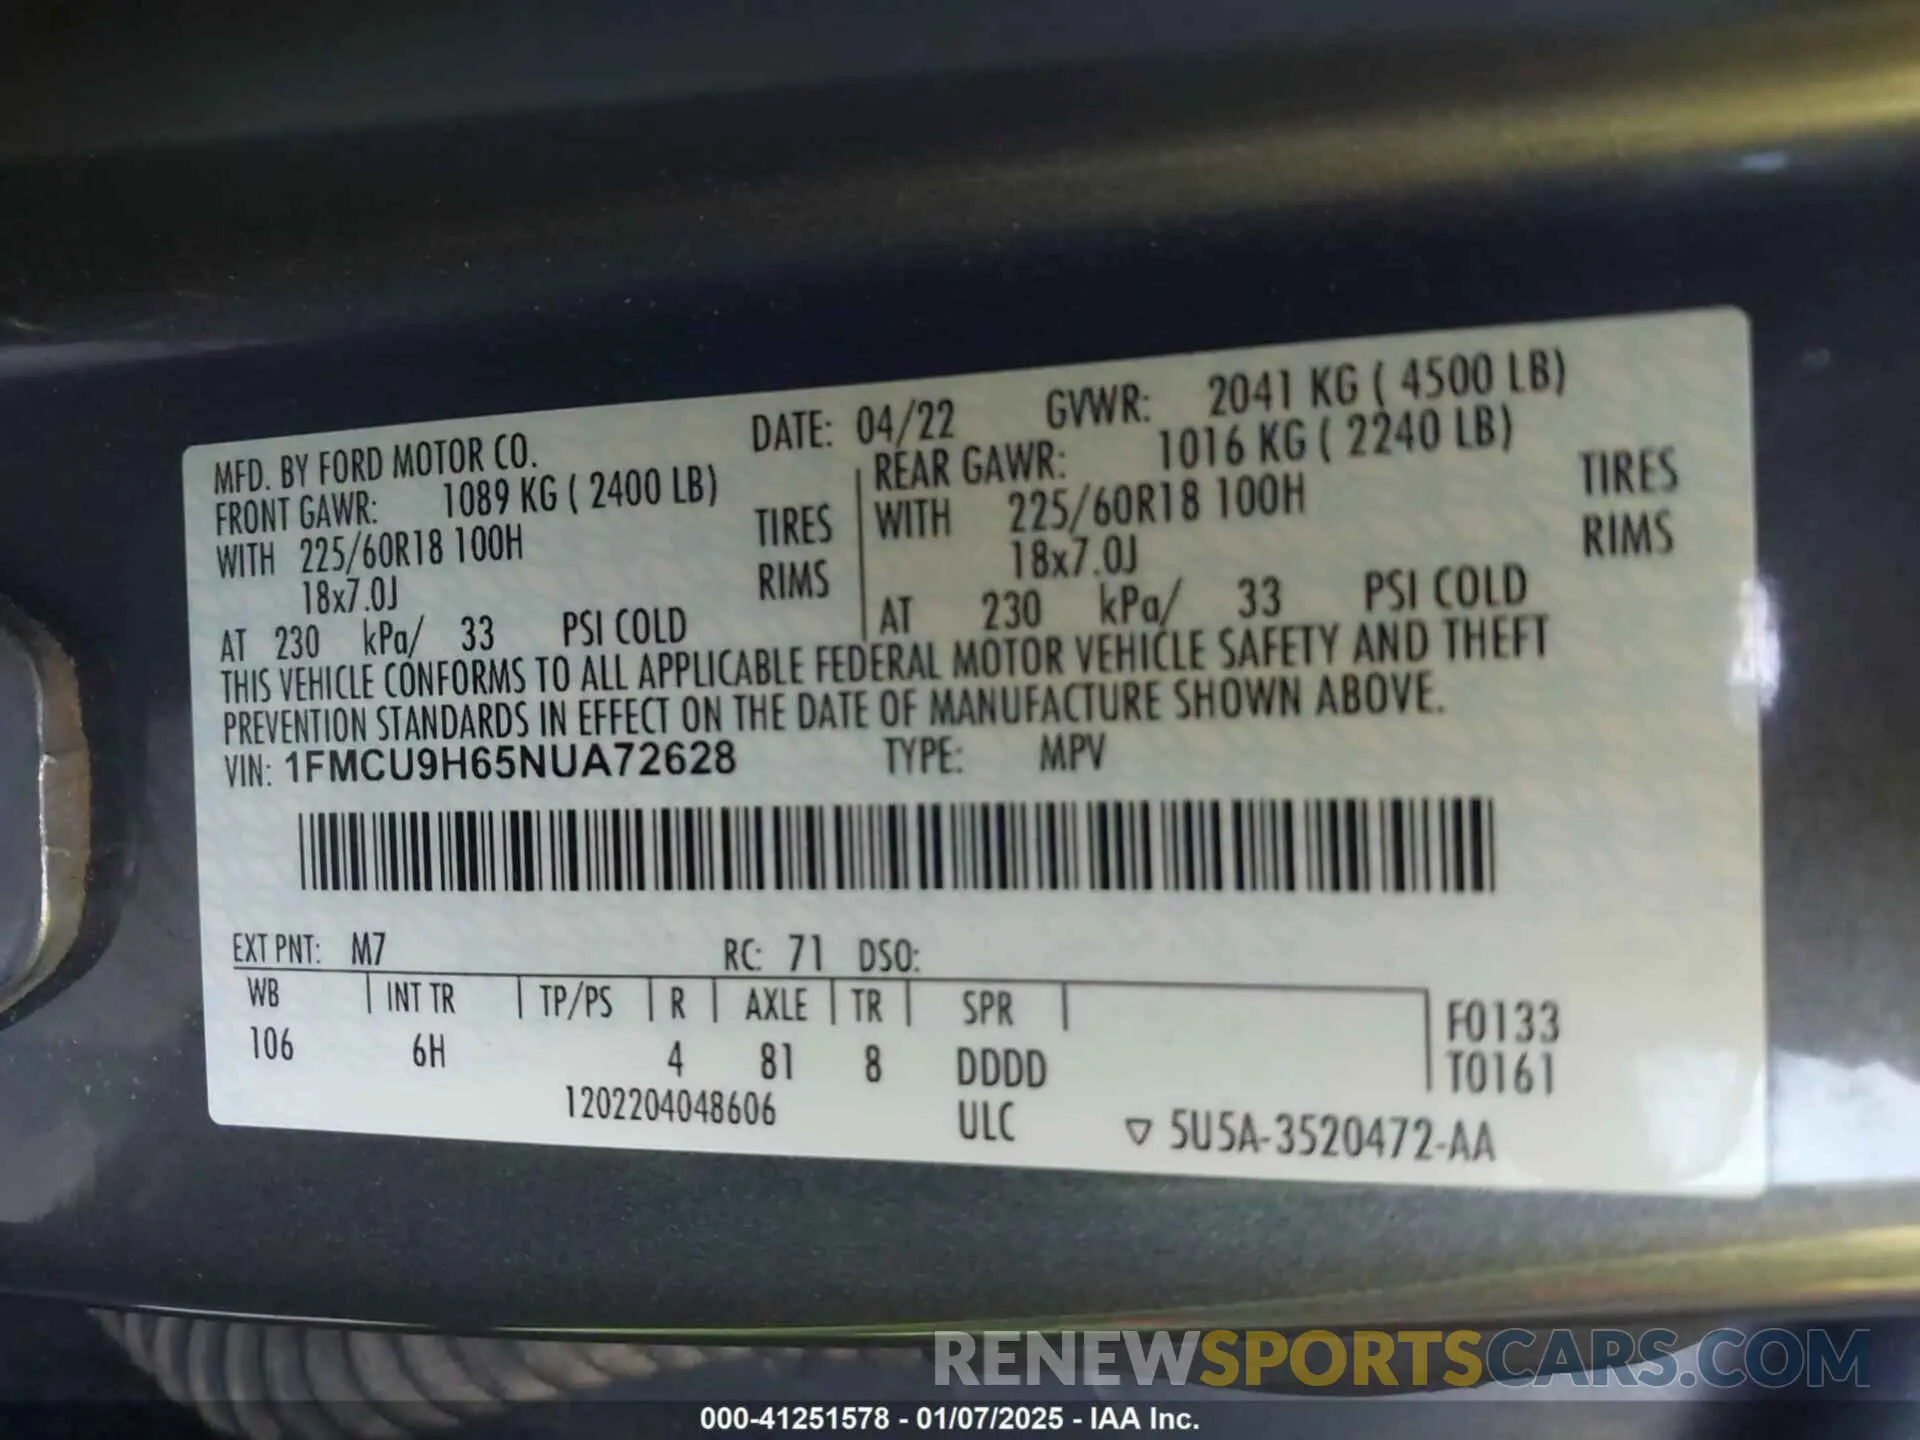 MFD. BY FORD MOTOR CO. DATE: 04/22 GVWR: 2041 KG ( 4500 LB)
FRONT GAWR: 1089 KG ( 2400 LB) REAR GAWR: 1016 KG ( 2240 LB)
WITH 225/60R18 100H TIRES WITH 225/60R18 100H TIRES
18x7.0J RIMS 18x7.0J RIMS
AT 230 kPa/ 33 PSI COLD AT 230 kPa/ 33 PSI COLD
THIS VEHICLE CONFORMS TO ALL APPLICABLE FEDERAL MOTOR VEHICLE SAFETY AND THEFT
PREVENTION STANDARDS IN EFFECT ON THE DATE OF MANUFACTURE SHOWN ABOVE.
VIN: 1FMCU9H65NUA72628 TYPE: MPV
EXT PNT: M7 RC: 71 DSO:
WB INT TR TP/PS R AXLE TR SPR F0133
106 6H 4 81 8 DDDD T0161
1202204048606 ULC ▽ 5U5A-3520472-AA
RENEWSPORTSCARS.COM
000-41251578 - 01/07/2025 - IAA Inc.